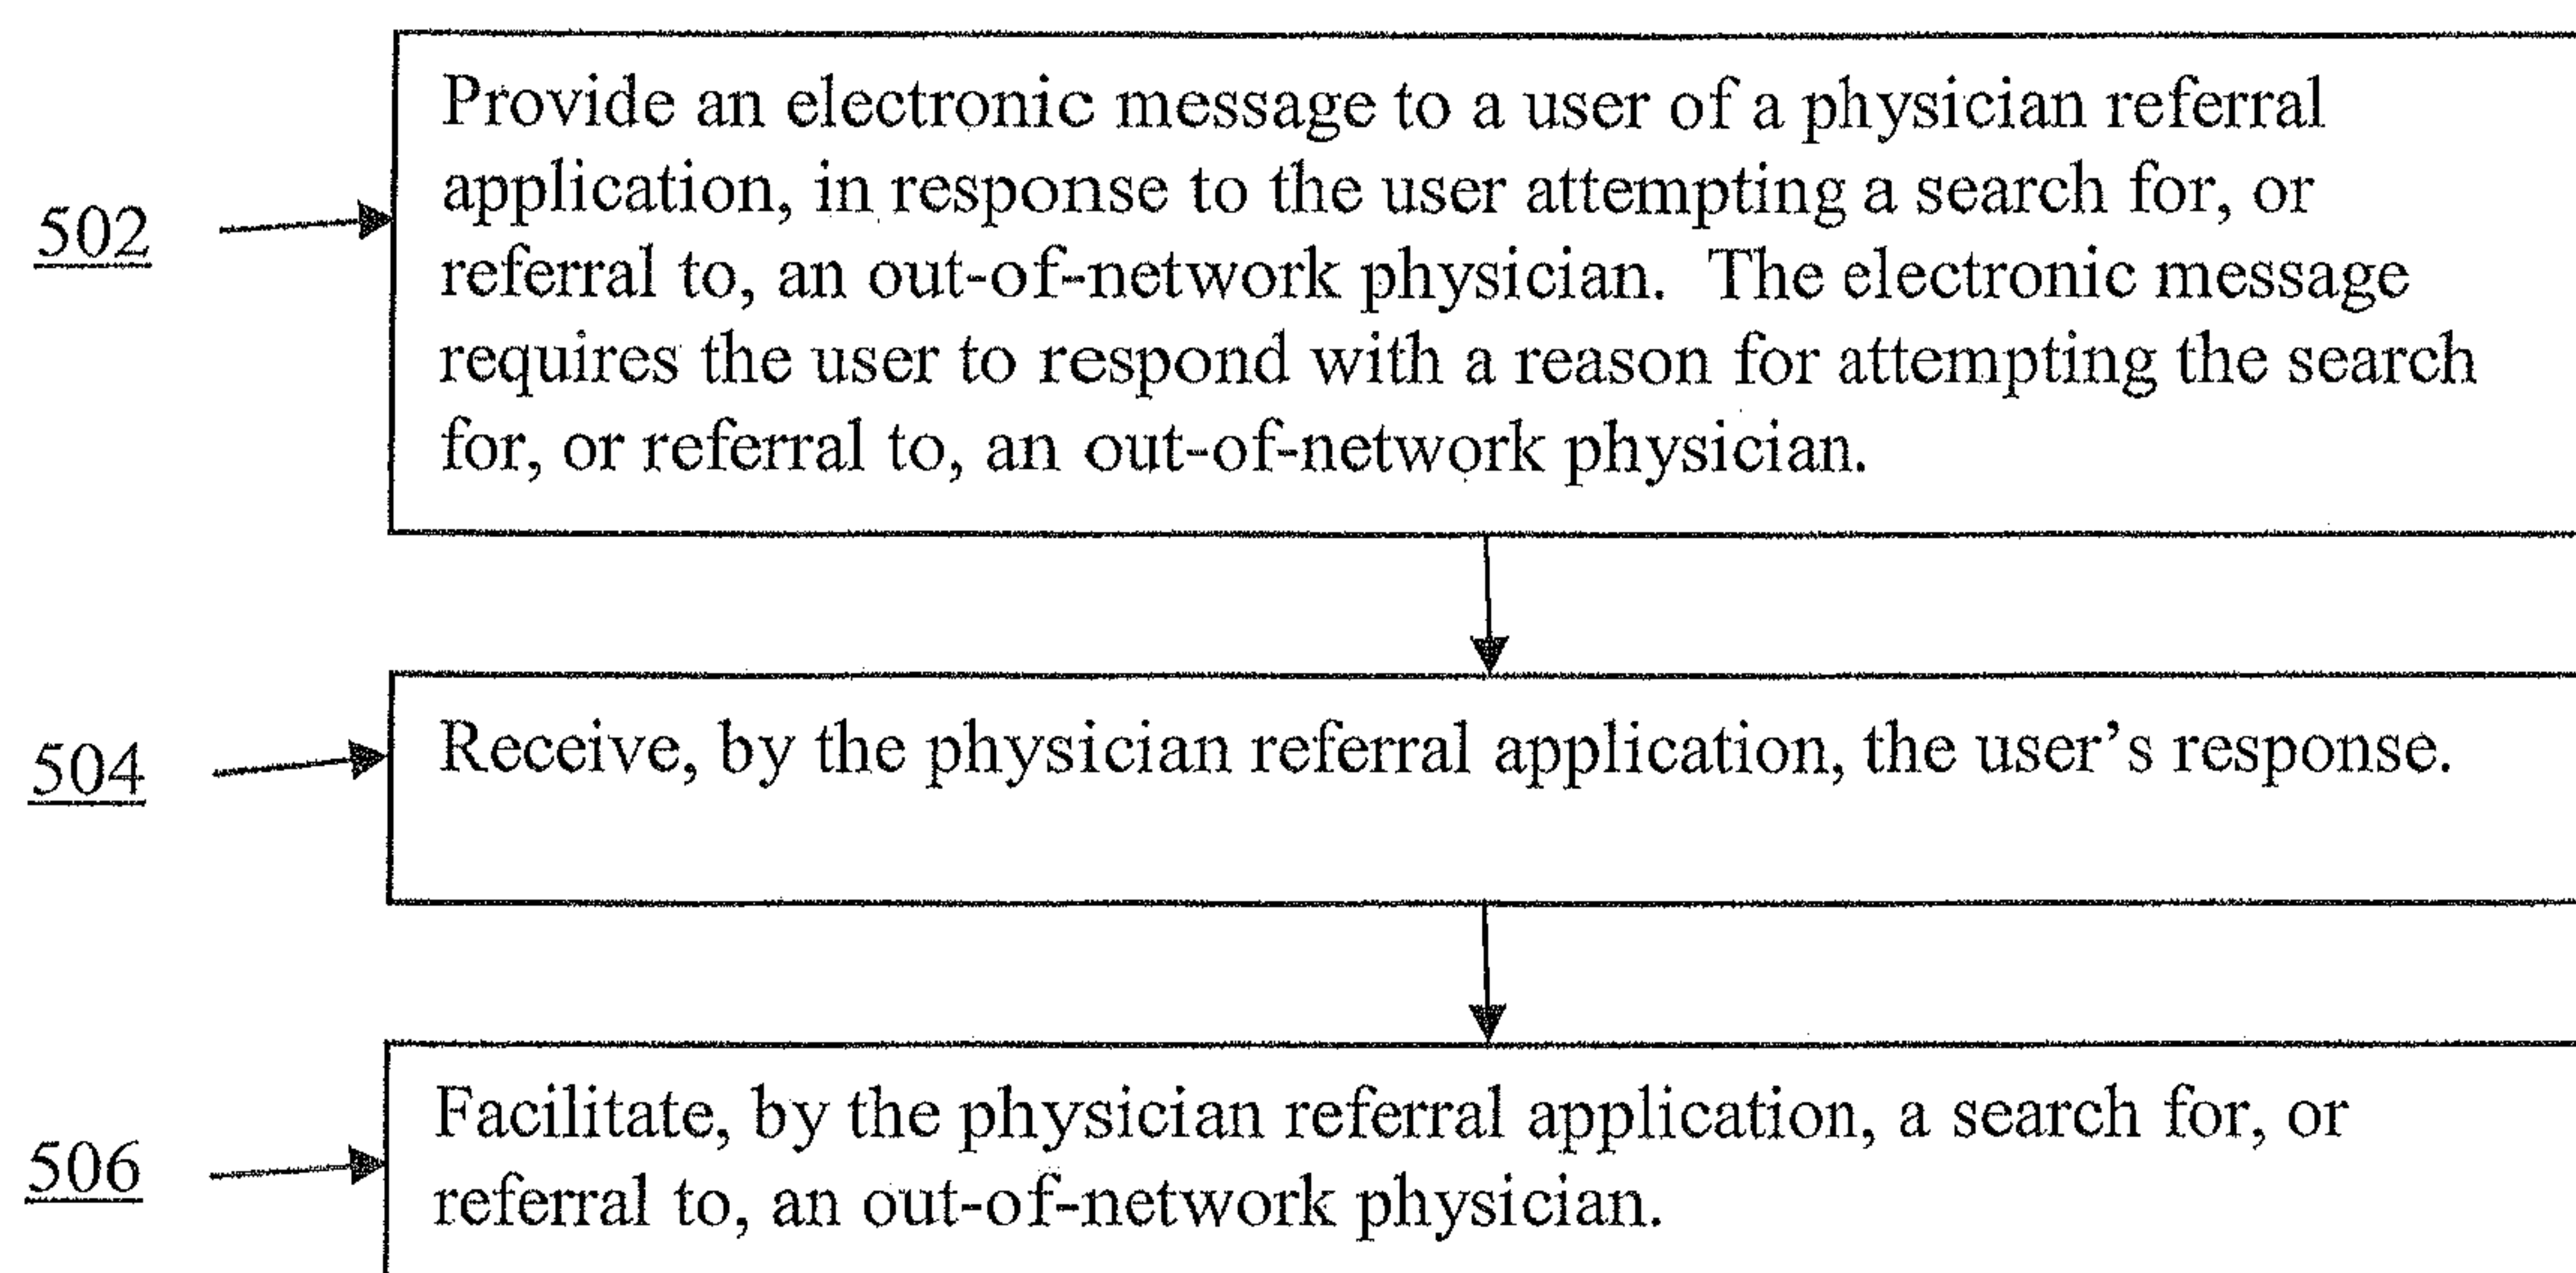 502
Provide an electronic message to a user of a physician referral
application, in response to the user attempting a search for, or
referral to, an out-of-network physician. The electronic message
requires the user to respond with a reason for attempting the search
for, or referral to, an out-of-network physician.
504
Receive, by the physician referral application, the user's response.
506
Facilitate, by the physician referral application, a search for, or
referral to, an out-of-network physician.